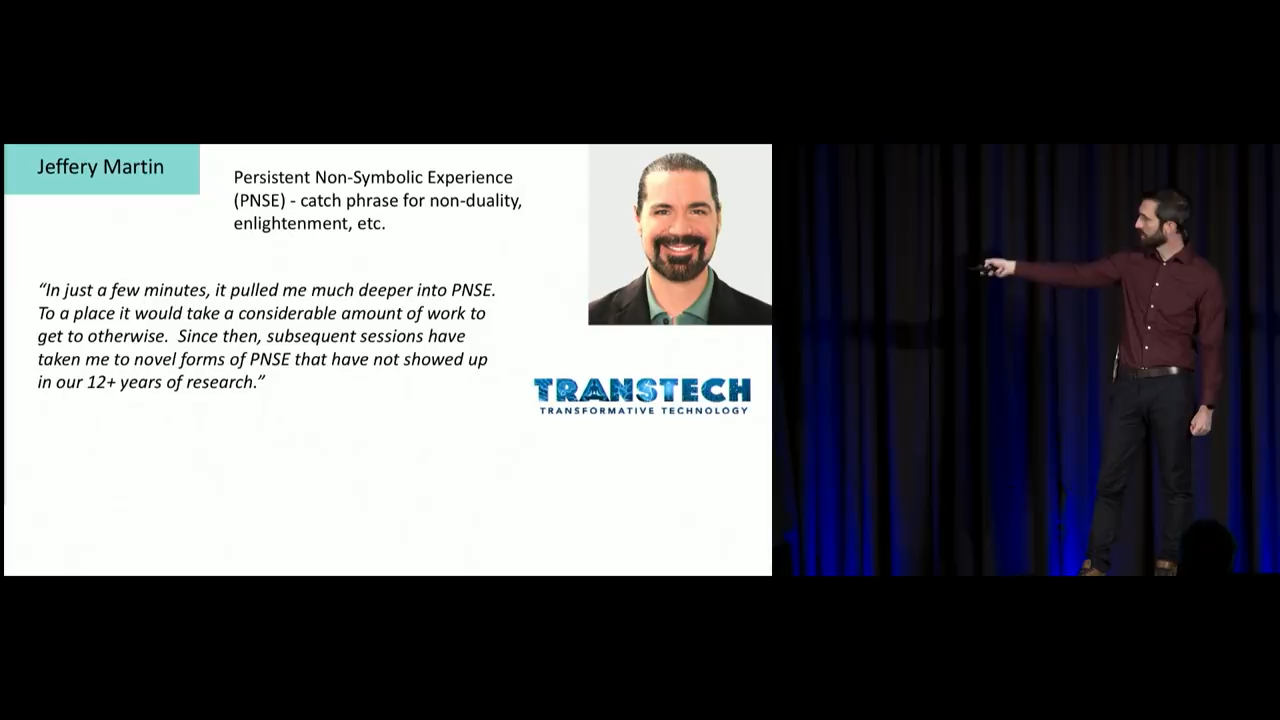 Jeffery Martin
Persistent Non-Symbolic Experience
(PNSE) - catch phrase for non-duality,
enlightenment, etc.
“In just a few minutes, it pulled me much deeper into PNSE.
To a place it would take a considerable amount of work to
get to otherwise.  Since then, subsequent sessions have
taken me to novel forms of PNSE that have not showed up
in our 12+ years of research.”
TRANSTECH
TRANSFORMATIVE TECHNOLOGY